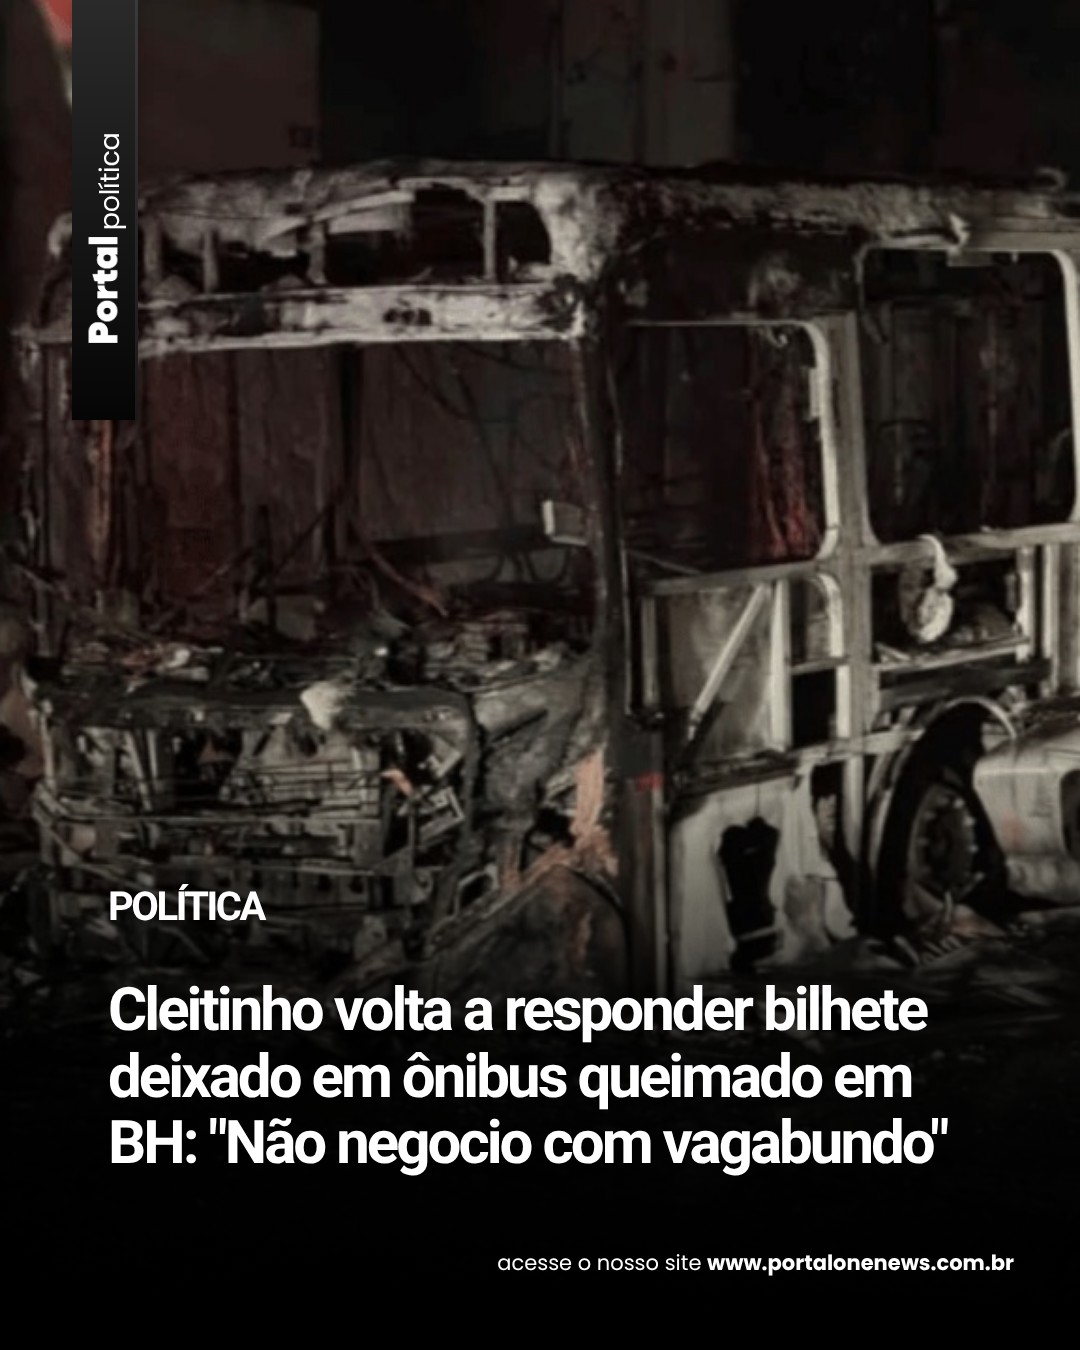 Portal política
POLÍTICA
Cleitinho volta a responder bilhete
deixado em ônibus queimado em
BH: "Não negocio com vagabundo"
acesse o nosso site www.portalonenews.com.br